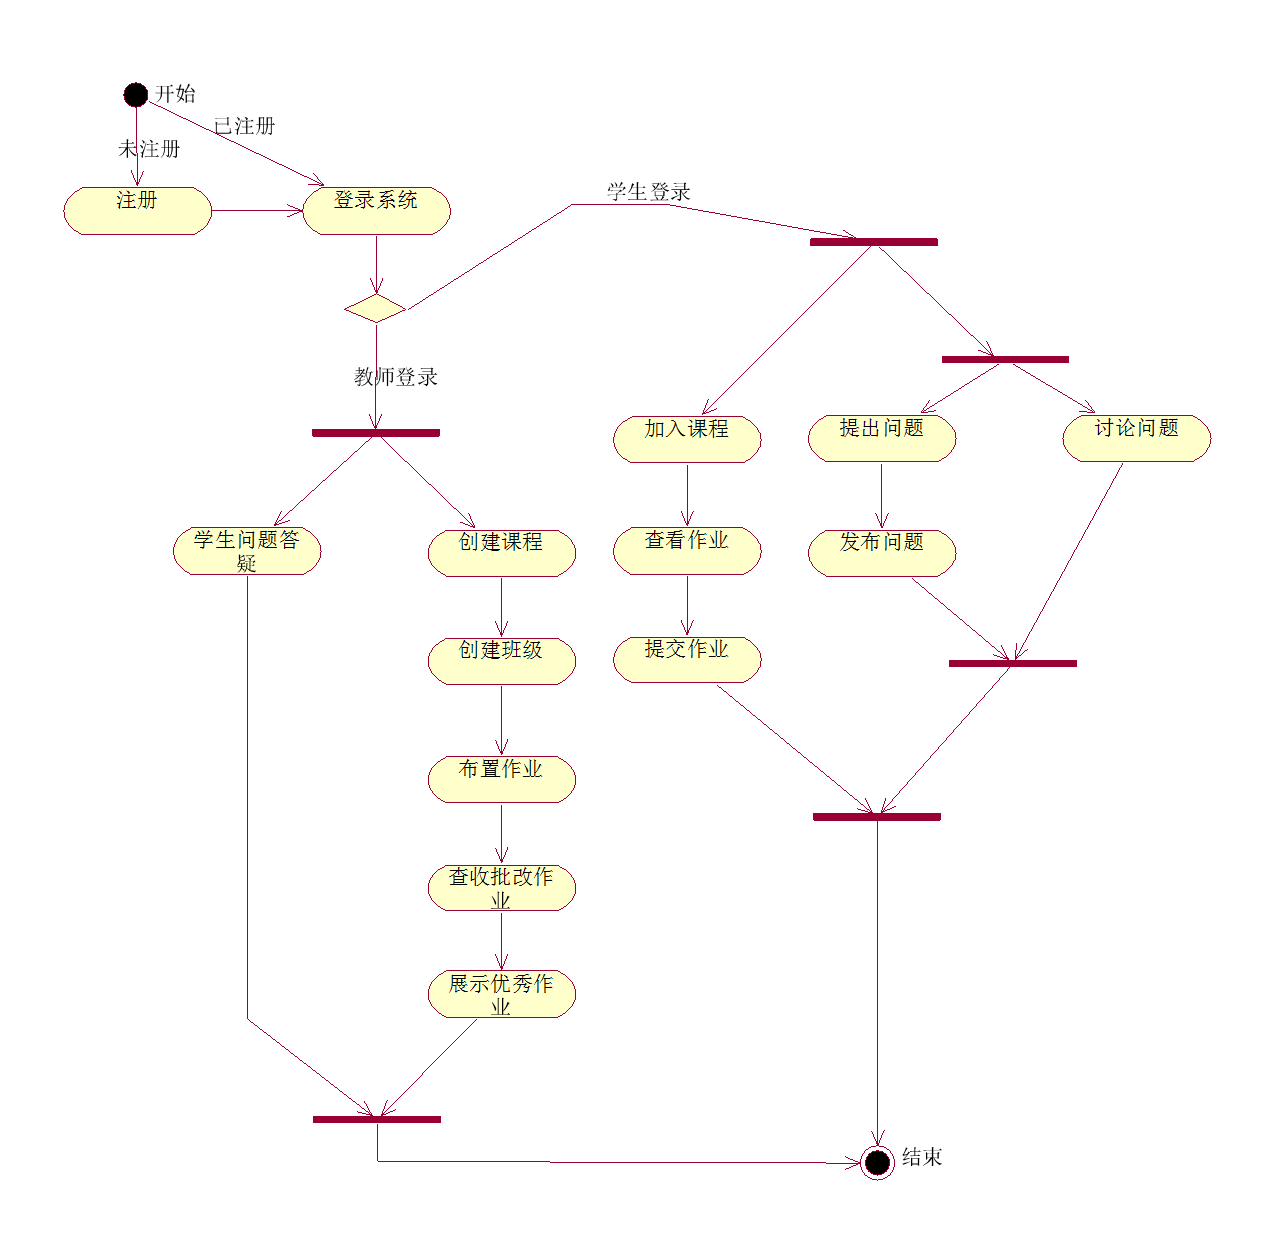 开始
已注册
未注册
注册
登录系统
学生登录
教师登录
加入课程
提出问题
讨论问题
学生问题答
疑
创建课程
查看作业
发布问题
创建班级
提交作业
布置作业
查收批改作
业
展示优秀作
业
结束